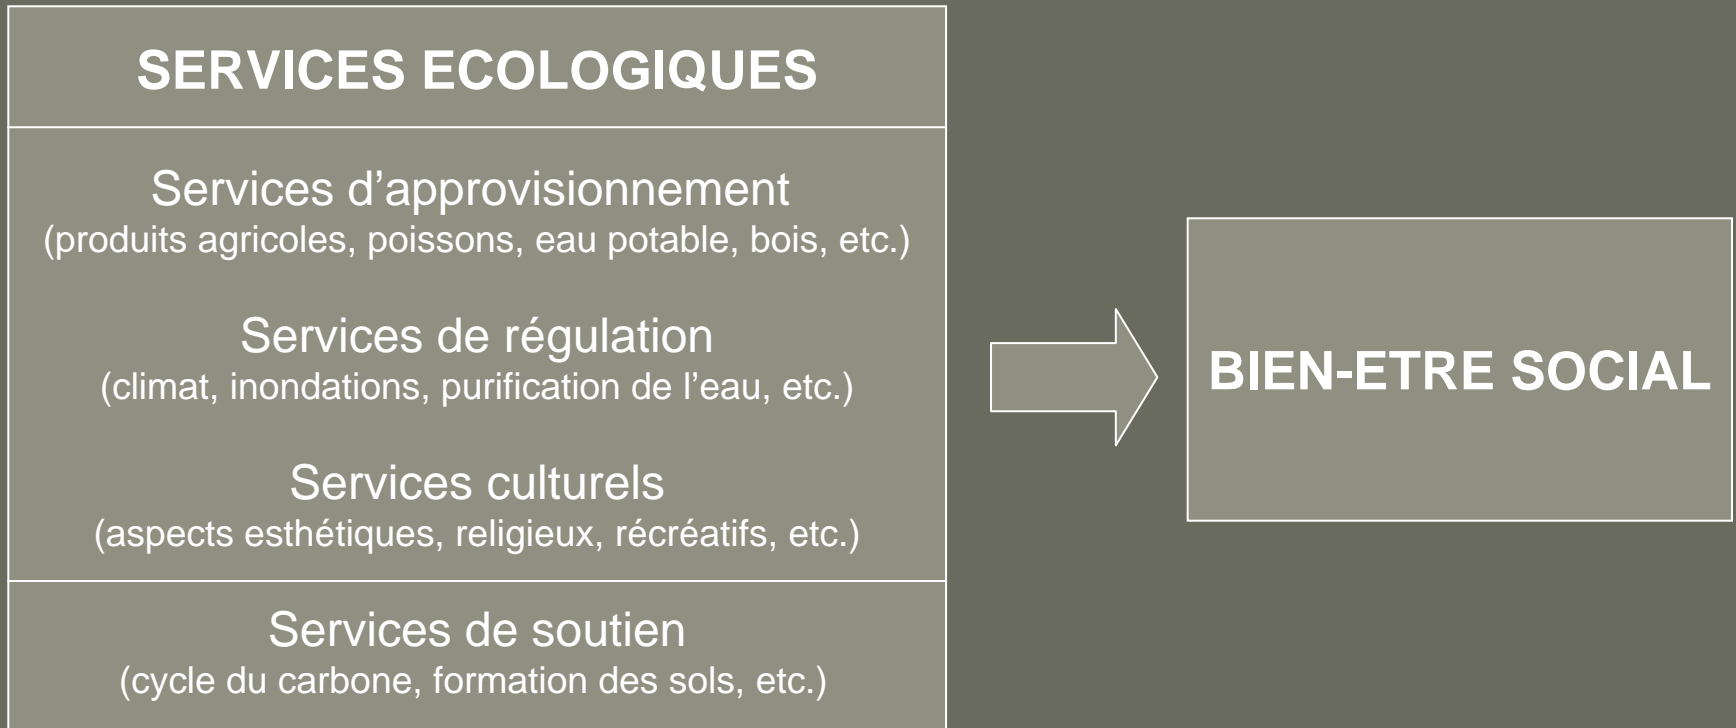 SERVICES ECOLOGIQUES
Services d’approvisionnement
(produits agricoles, poissons, eau potable, bois, etc.)
Services de régulation
(climat, inondations, purification de l’eau, etc.)
Services culturels
(aspects esthétiques, religieux, récréatifs, etc.)
Services de soutien
(cycle du carbone, formation des sols, etc.)
BIEN-ETRE SOCIAL